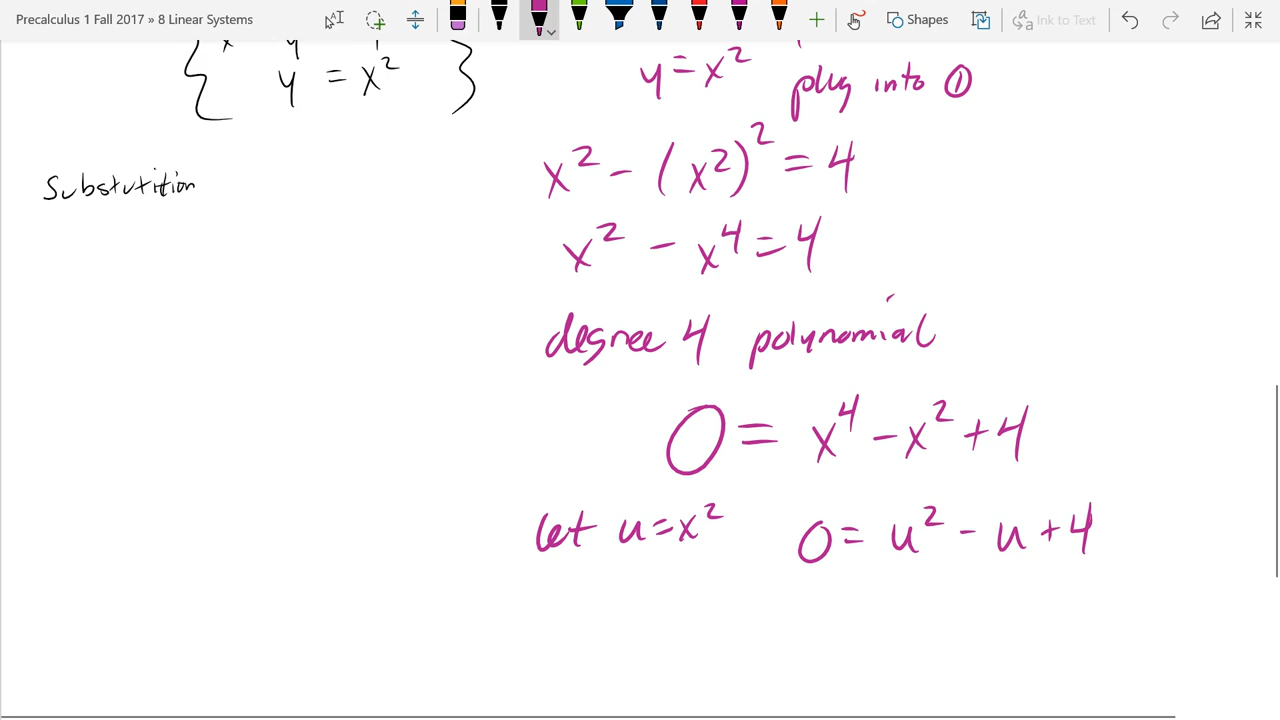 Precalculus 1 Fall 2017 » 8 Linear Systems
Shapes
Ink to Text
y = x²
Substutition
y = x²
plug into ①
x² - (x²)² = 4
x² - x⁴ = 4
degree 4 polynomial
0 = x⁴ - x² + 4
let u = x²   0 = u² - u + 4